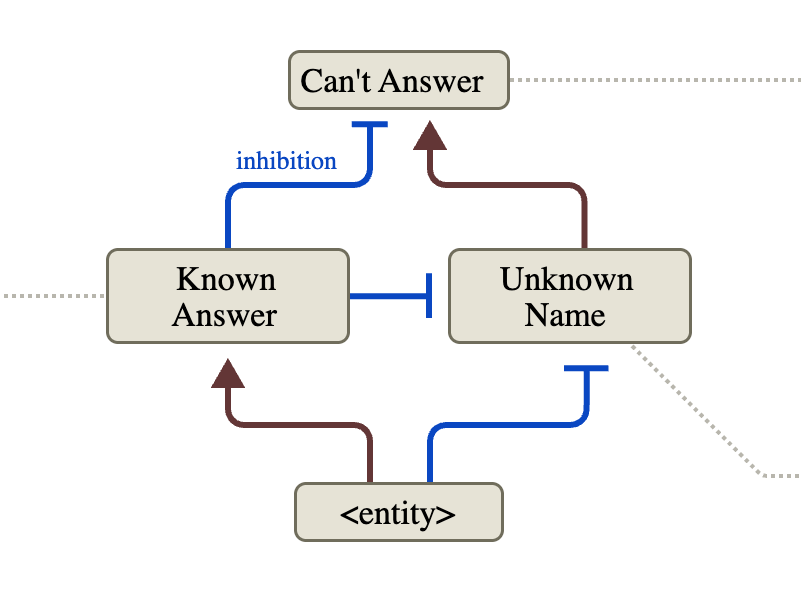 Can't Answer
inhibition
Known
Answer
Unknown
Name
<entity>